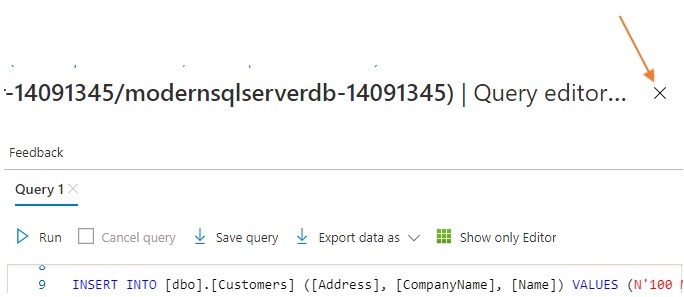 r-14091345/modernsqlserverdb-14091345) | Query editor...
Feedback
Query 1
Run Cancel query Save query Export data as Show only Editor
8
9 INSERT INTO [dbo].[Customers] ([Address], [CompanyName], [Name]) VALUES (N'100